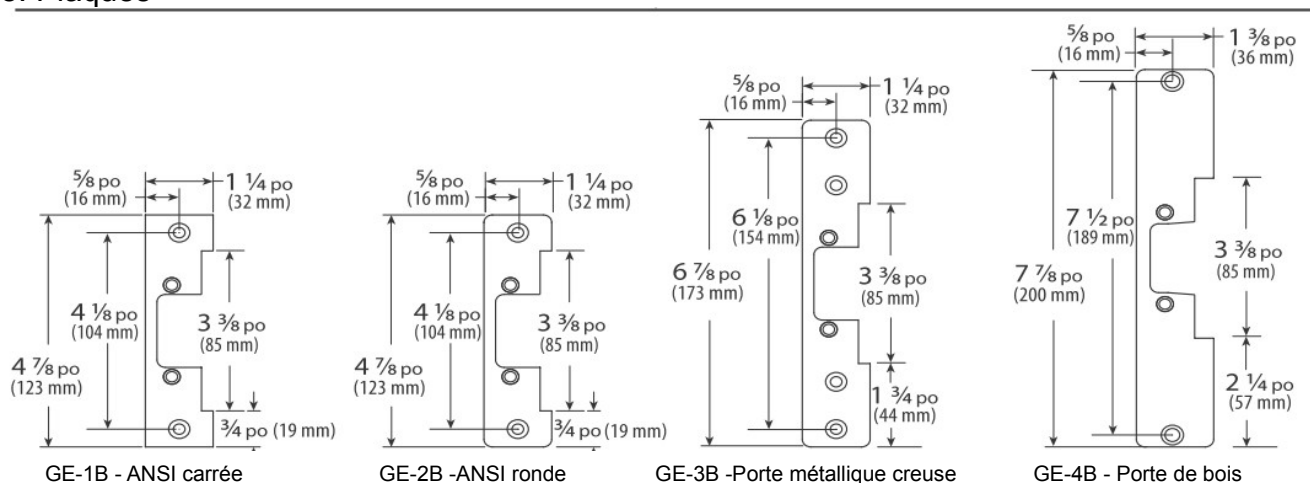 5/8 po
(16 mm)
1 1/4 po
(32 mm)
4 1/8 po
(104 mm)
4 7/8 po
(123 mm)
3 3/8 po
(85 mm)
3/4 po (19 mm)
GE-1B - ANSI carrée
5/8 po
(16 mm)
1 1/4 po
(32 mm)
4 1/8 po
(104 mm)
4 7/8 po
(123 mm)
3 3/8 po
(85 mm)
3/4 po (19 mm)
GE-2B -ANSI ronde
5/8 po
(16 mm)
1 1/4 po
(32 mm)
6 1/8 po
(154 mm)
6 7/8 po
(173 mm)
3 3/8 po
(85 mm)
1 3/4 po
(44 mm)
GE-3B -Porte métallique creuse
5/8 po
(16 mm)
1 3/8 po
(36 mm)
7 1/2 po
(189 mm)
7 7/8 po
(200 mm)
3 3/8 po
(85 mm)
2 1/4 po
(57 mm)
GE-4B - Porte de bois